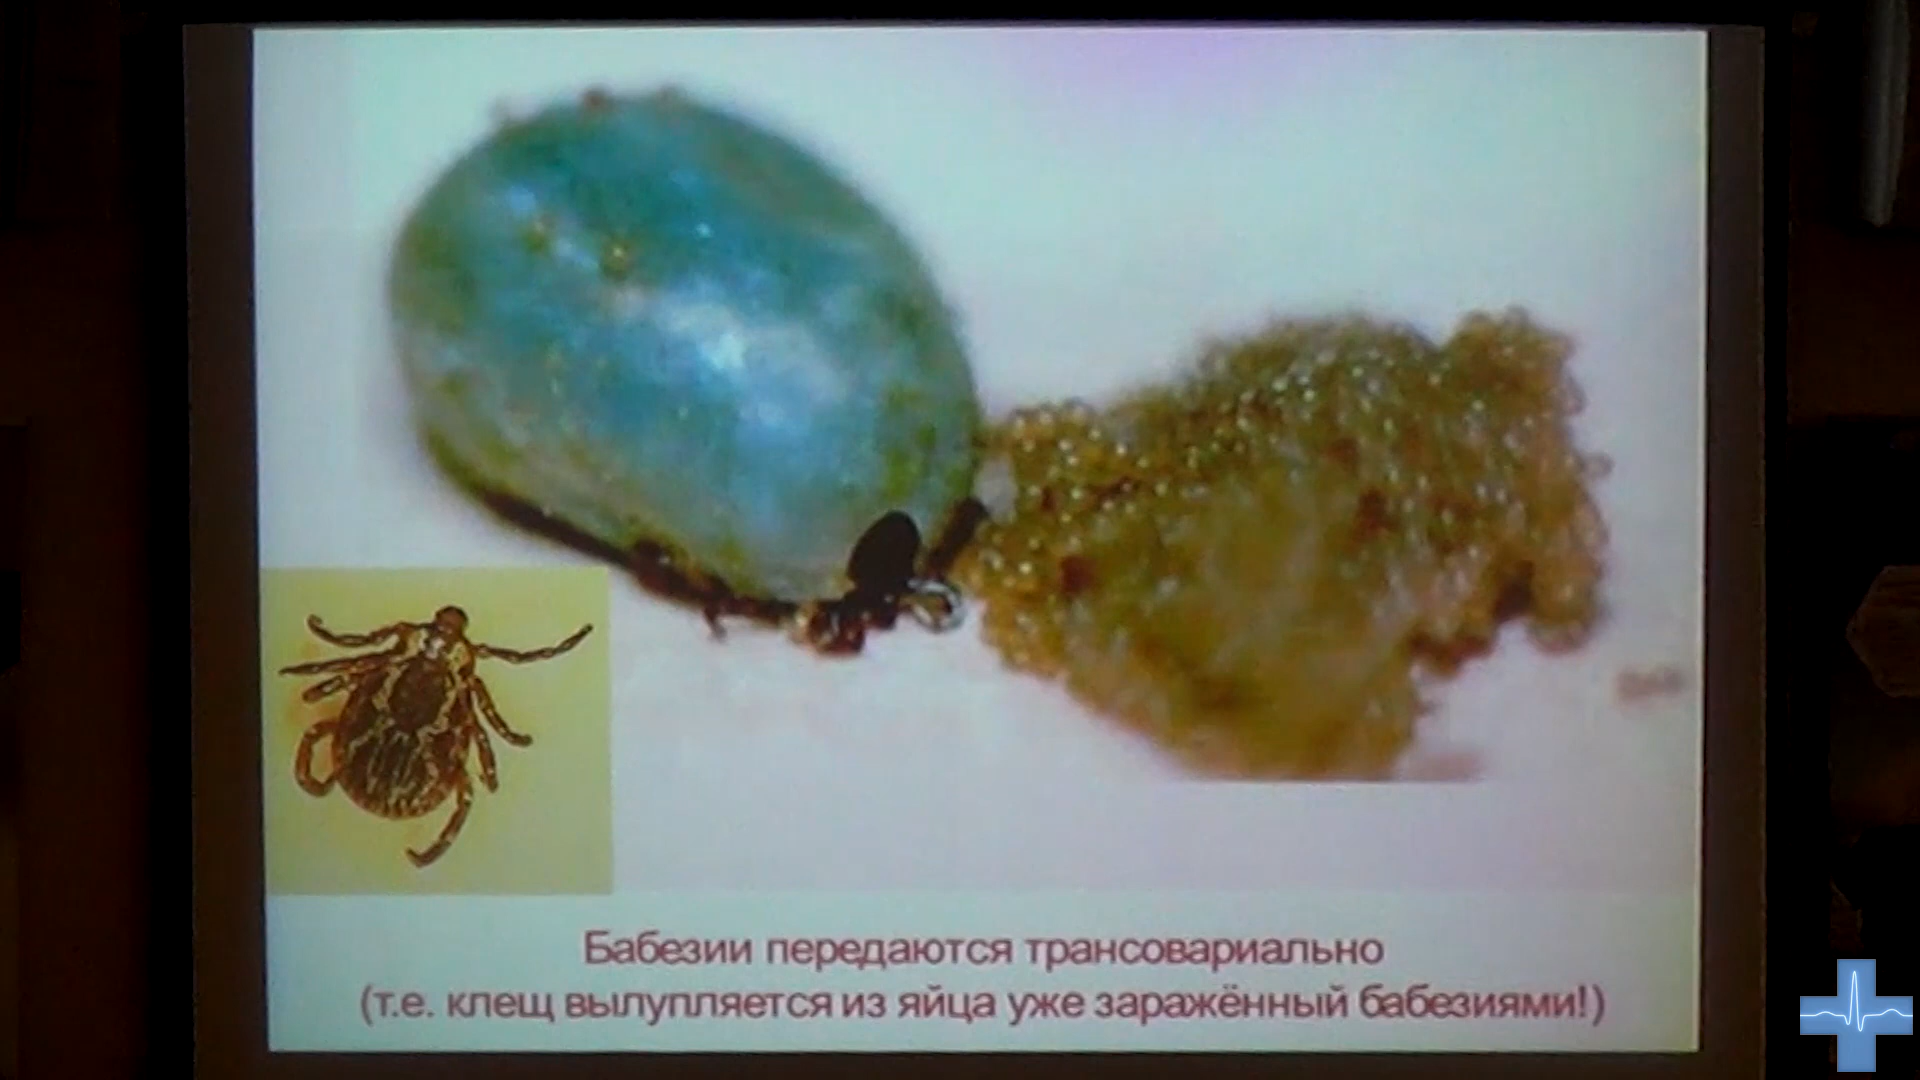 Бабезии передаются трансовариально
(т.е. клещ вылупляется из яйца уже заражённый бабезиями!)